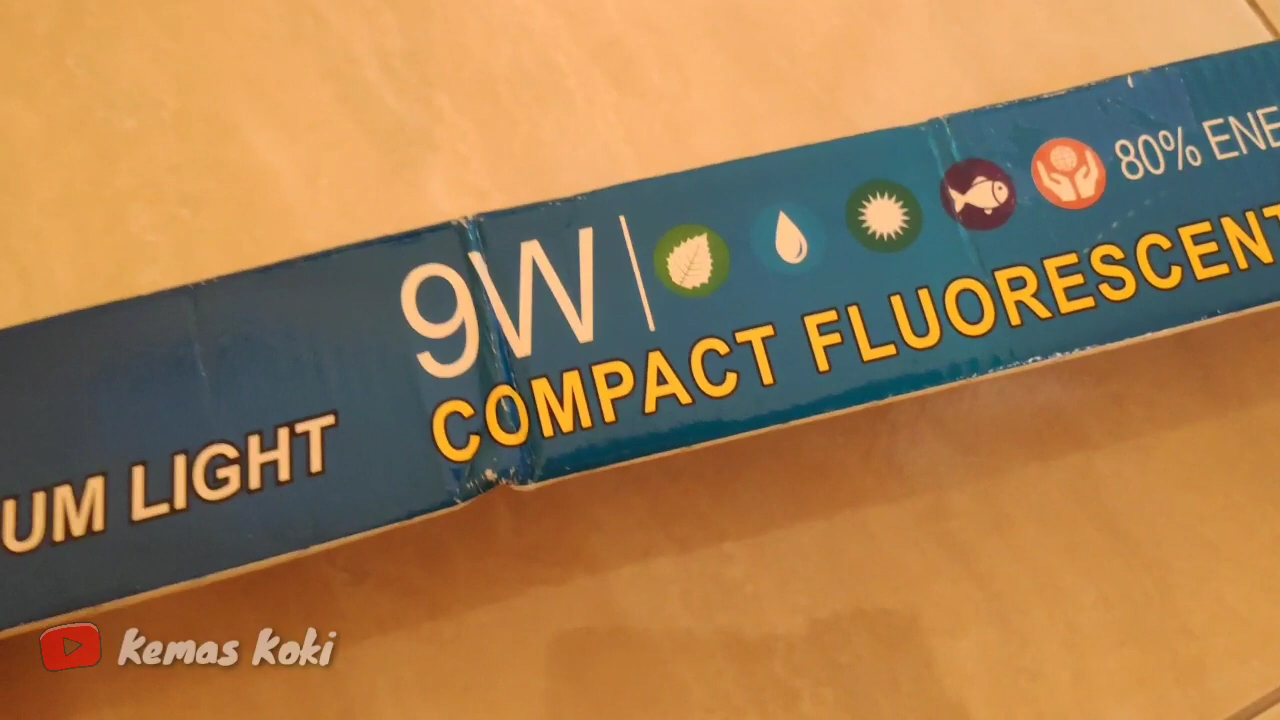 9W
80% ENE
UM LIGHT
COMPACT FLUORESCENT
Kemas Koki